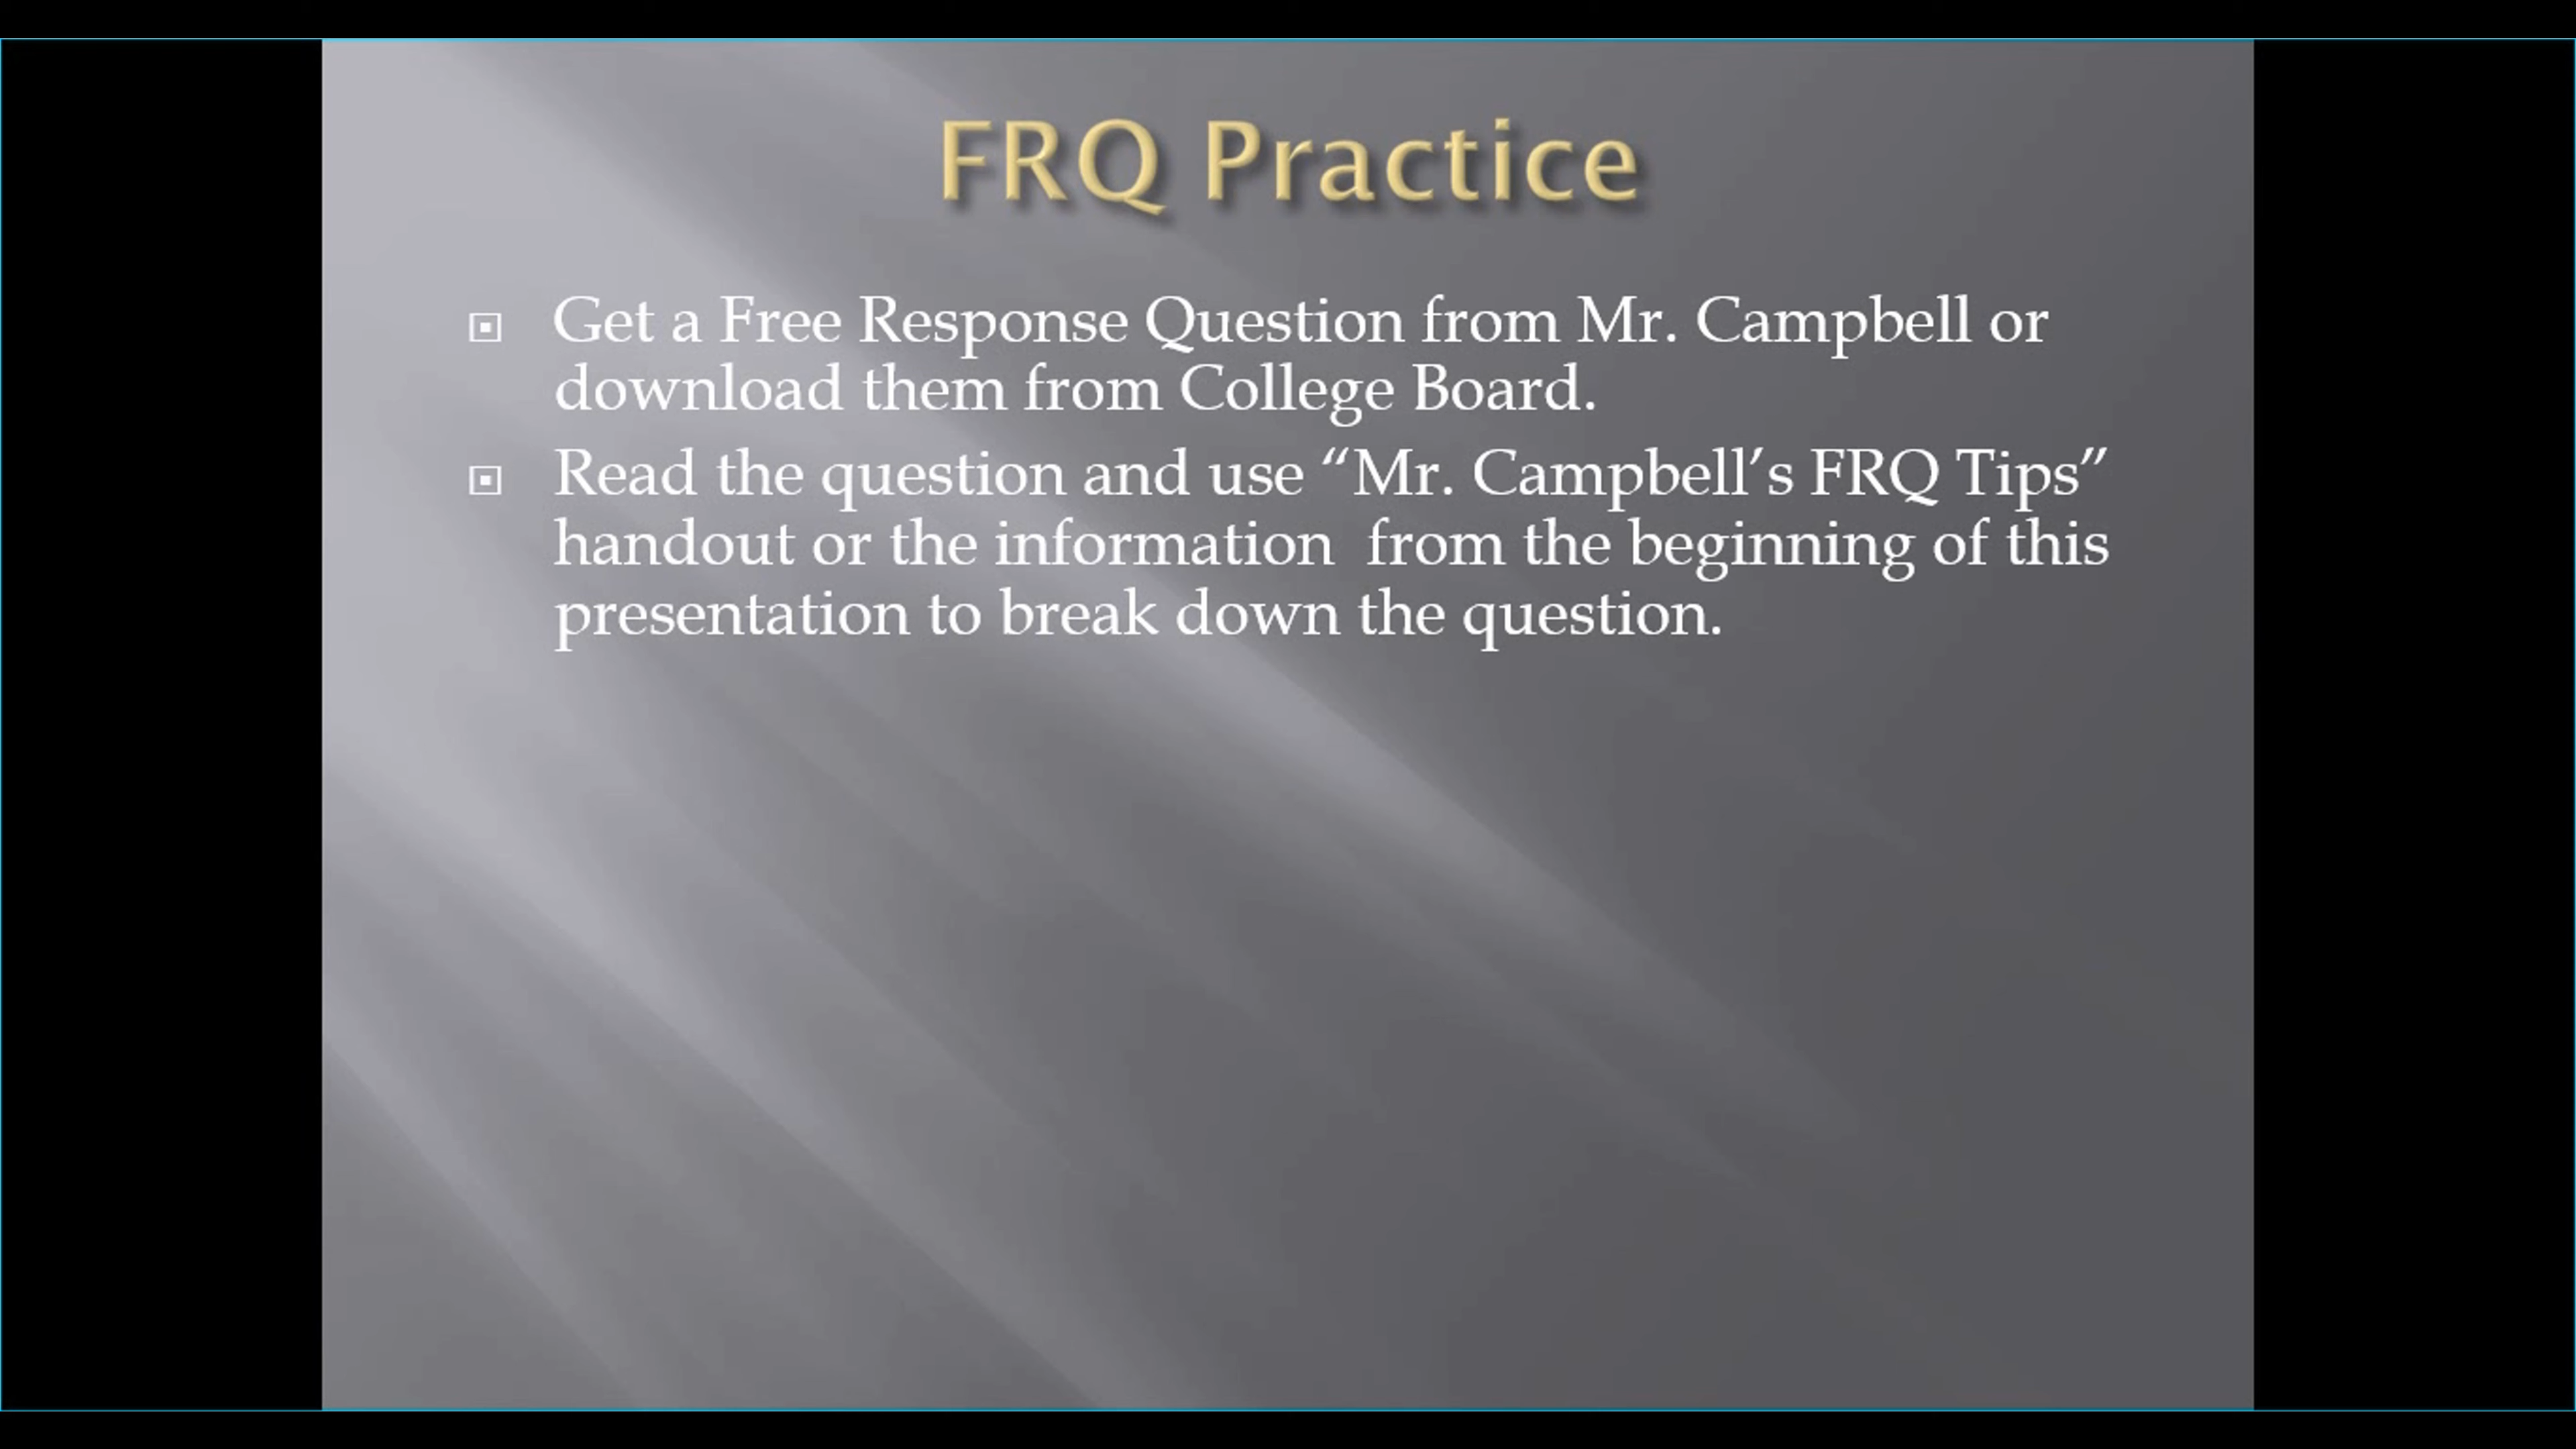 FRQ Practice
Get a Free Response Question from Mr. Campbell or
download them from College Board.
Read the question and use “Mr. Campbell’s FRQ Tips”
handout or the information  from the beginning of this
presentation to break down the question.